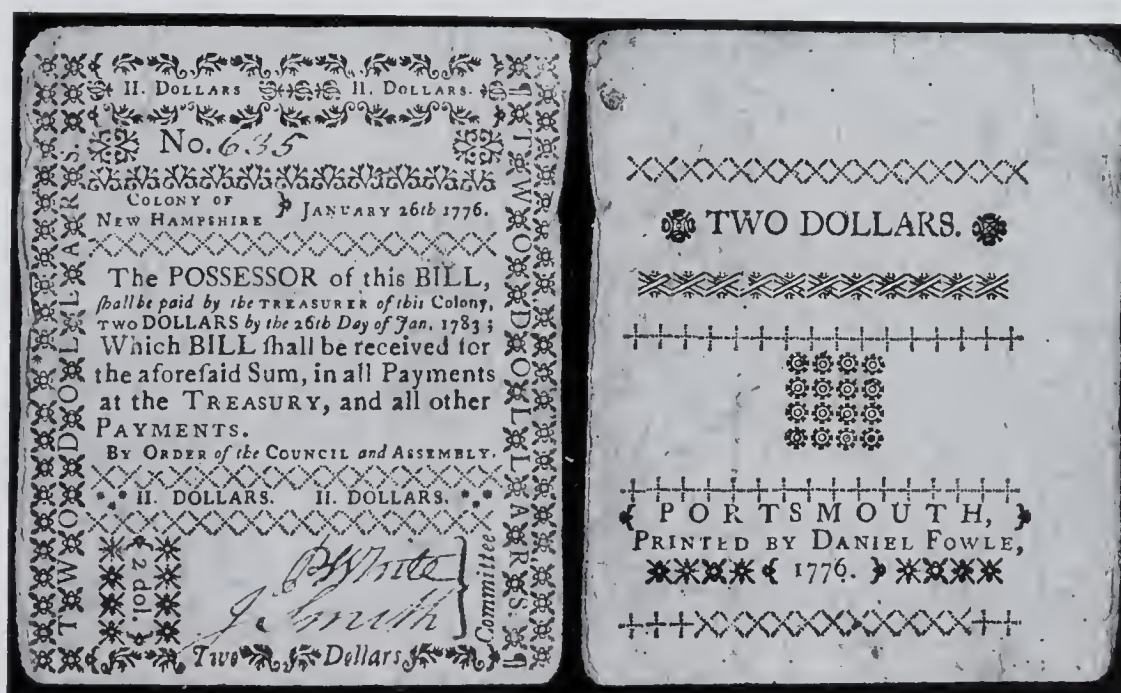 II. DOLLARS II. DOLLARS.
No. 635
COLONY OF
NEW HAMPSHIRE } JANUARY 26th 1776.
The POSSESSOR of this BILL,
ſhall be paid by the TREASURER of this Colony,
TWO DOLLARS by the 26th Day of Jan. 1783 ;
Which BILL ſhall be received for
the aforeſaid Sum, in all Payments
at the TREASURY, and all other
PAYMENTS.
BY ORDER of the COUNCIL and ASSEMBLY.
II. DOLLARS. II. DOLLARS.
{ 2 dol. }
White
J. Smith
} Committee
Two Dollars
TWO DOLLARS.
TWO DOLLARS.
TWO DOLLARS.
{ PORTSMOUTH, }
PRINTED BY DANIEL FOWLE,
{ 1776. }